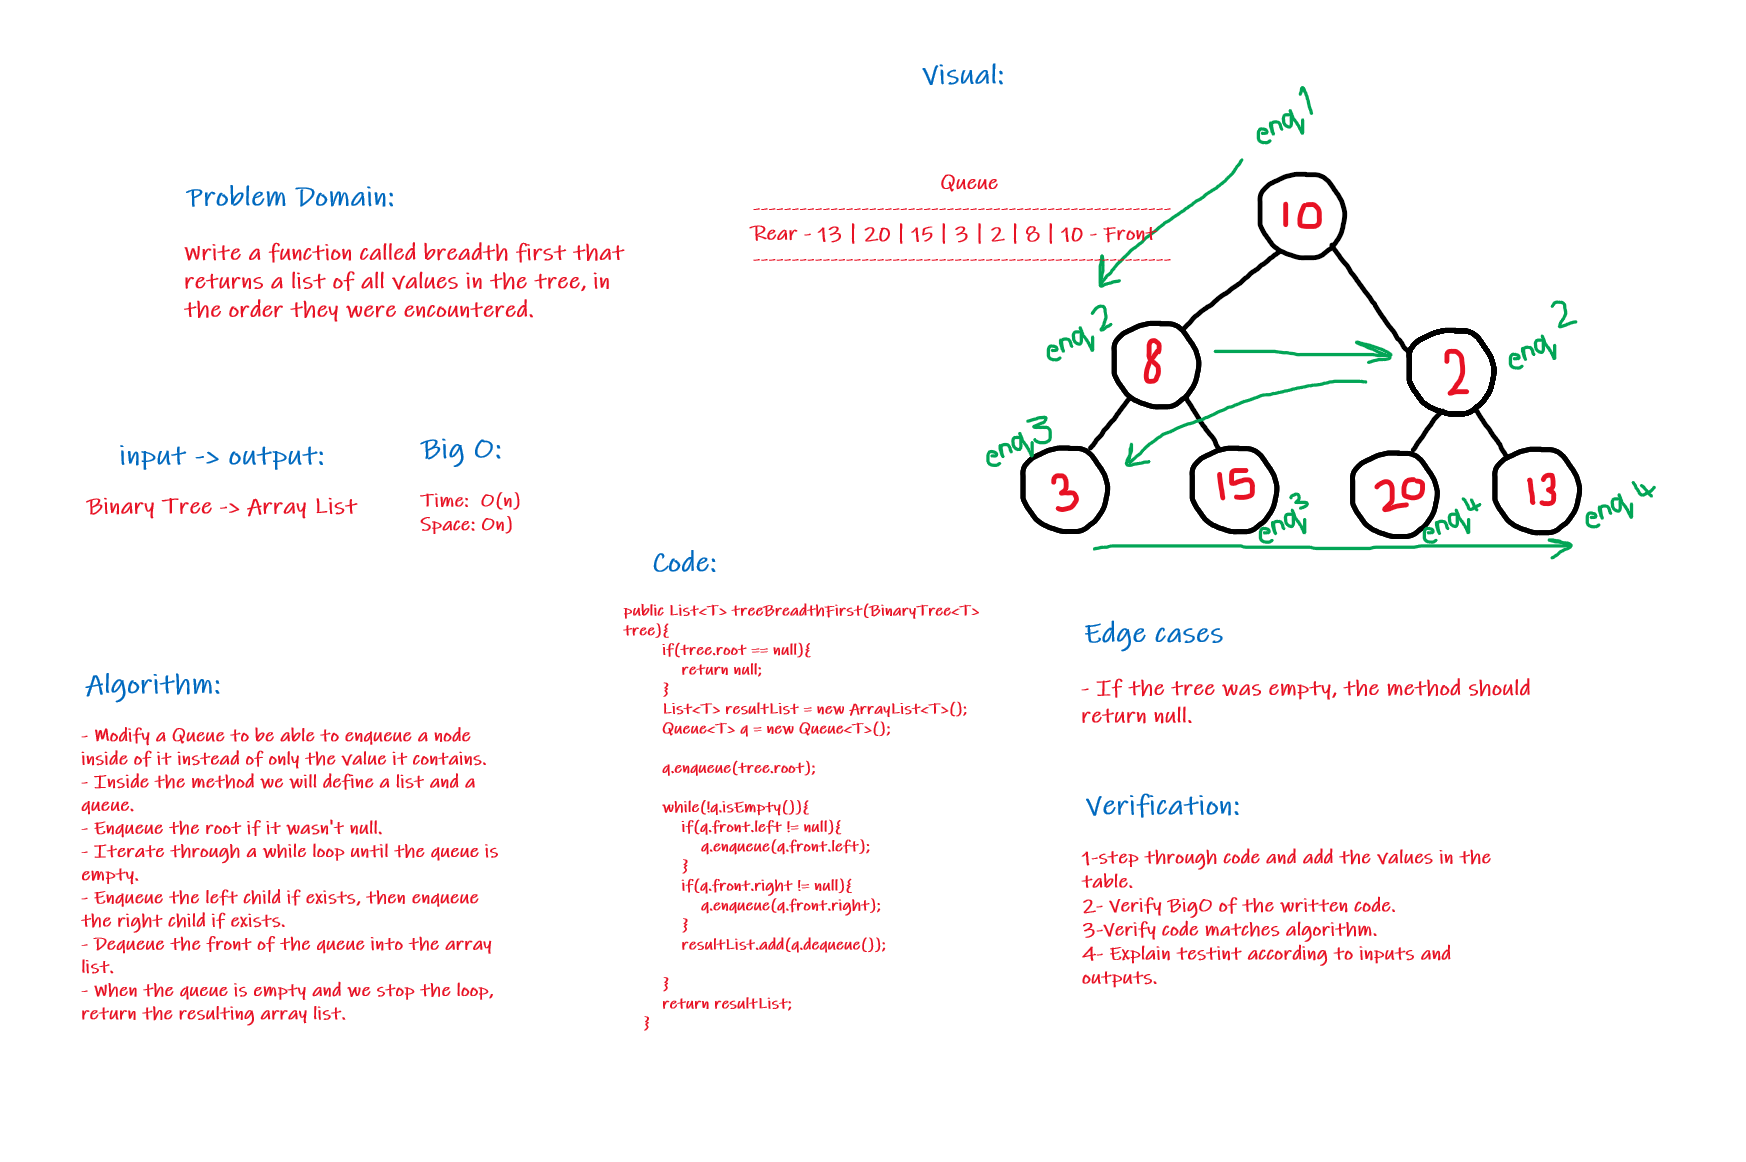 Visual:
enq 1
Queue
Rear - 13 | 20 | 15 | 3 | 2 | 8 | 10 - Front
10
enq 2
8
enq 2
2
enq 3
3
15
enq 3
20
enq 4
13
enq 4
Problem Domain:
Write a function called breadth first that
returns a list of all values in the tree, in
the order they were encountered.
input -> output:
Binary Tree -> Array List
Big O:
Time: O(n)
Space: On)
Algorithm:
- Modify a Queue to be able to enqueue a node
inside of it instead of only the value it contains.
- Inside the method we will define a list and a
queue.
- Enqueue the root if it wasn't null.
- Iterate through a while loop until the queue is
empty.
- Enqueue the left child if exists, then enqueue
the right child if exists.
- Dequeue the front of the queue into the array
list.
- When the queue is empty and we stop the loop,
return the resulting array list.
Code:
public List<T> treeBreadthFirst(BinaryTree<T>
tree){
if(tree.root == null){
return null;
}
List<T> resultList = new ArrayList<T>();
Queue<T> q = new Queue<T>();
q.enqueue(tree.root);
while(!q.isEmpty()){
if(q.front.left != null){
q.enqueue(q.front.left);
}
if(q.front.right != null){
q.enqueue(q.front.right);
}
resultList.add(q.dequeue());
}
return resultList;
}
Edge cases
- If the tree was empty, the method should
return null.
Verification:
1-step through code and add the values in the
table.
2- Verify BigO of the written code.
3-Verify code matches algorithm.
4- Explain testint according to inputs and
outputs.